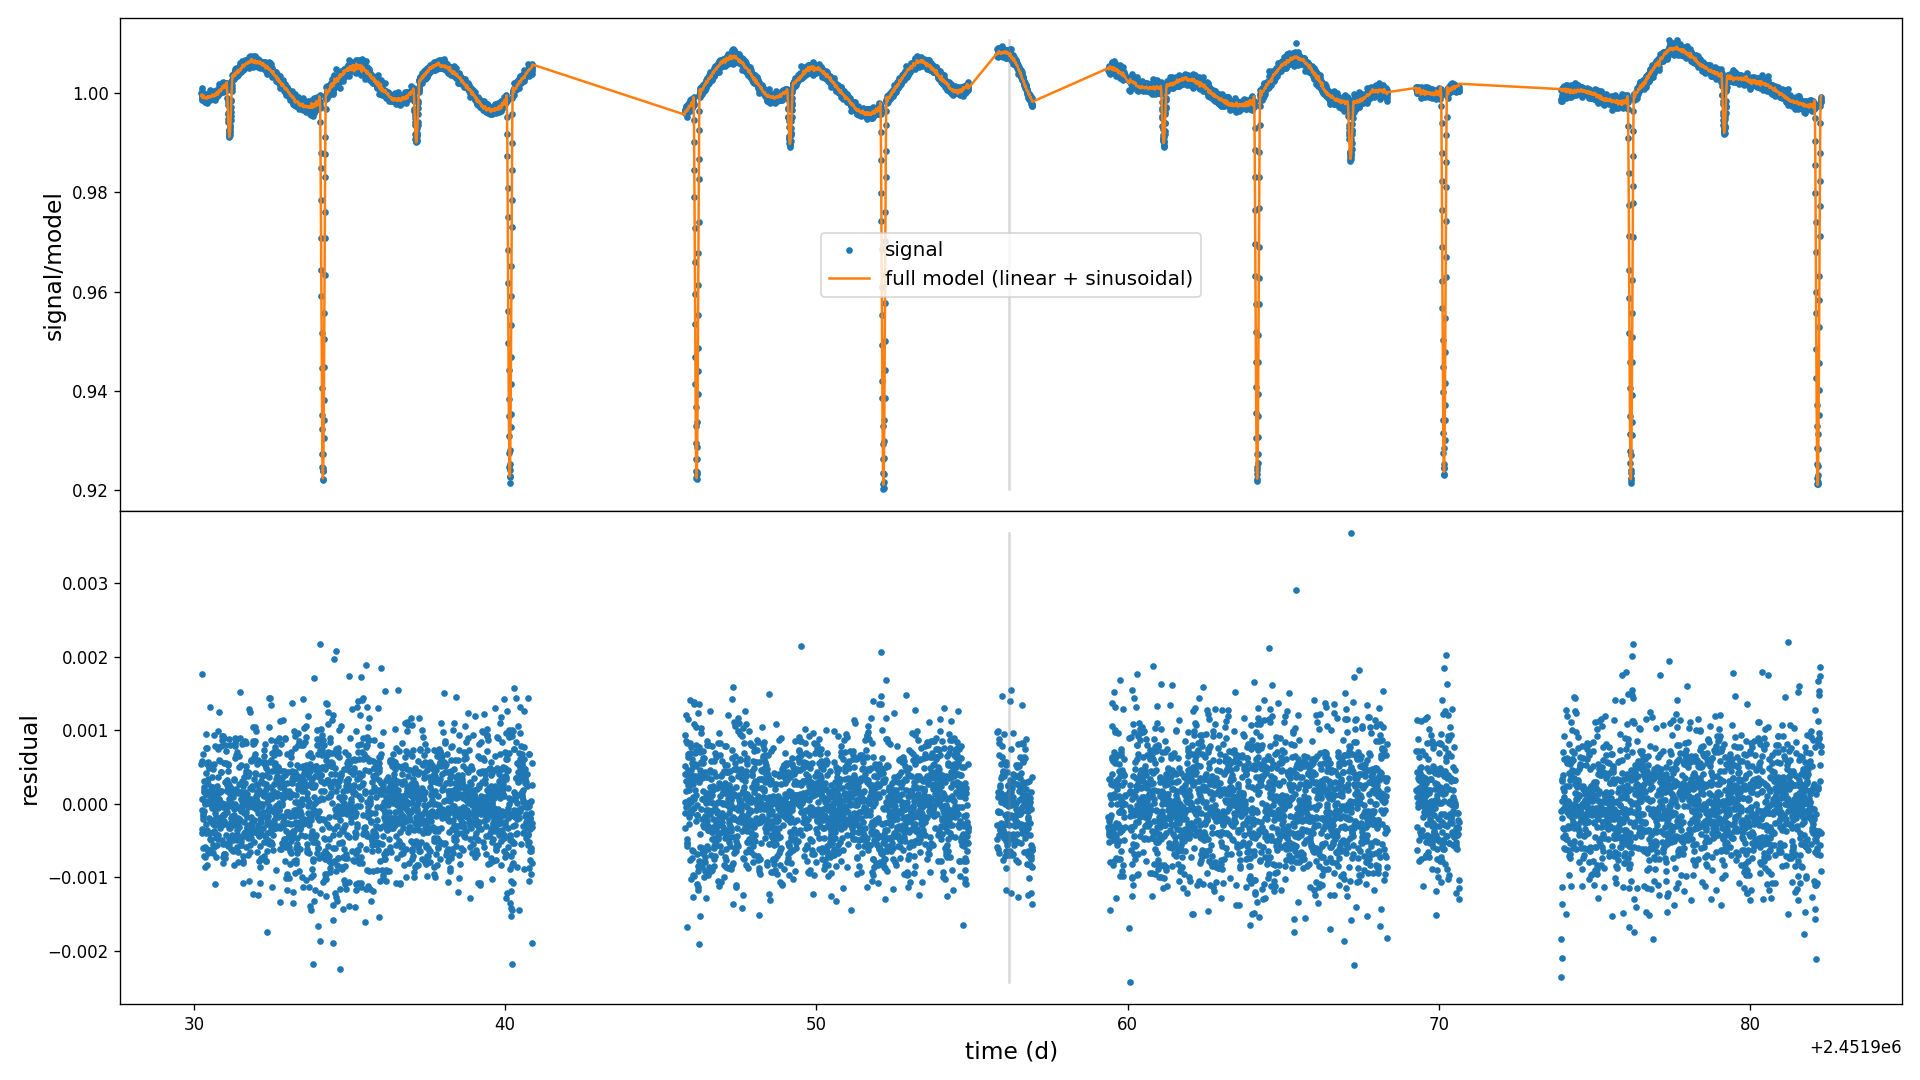 1.00
0.98
0.96
0.94
0.92
signal/model
signal
full model (linear + sinusoidal)
0.003
0.002
0.001
0.000
−0.001
−0.002
residual
30 40 50 60 70 80
time (d)
+2.4519e6